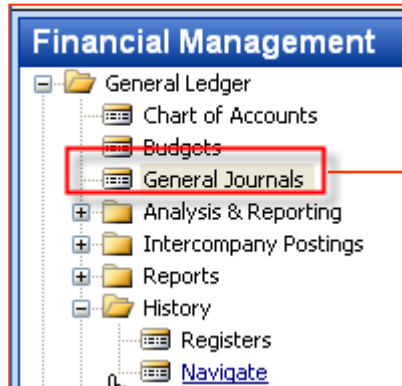 Financial Management
General Ledger
Chart of Accounts
Budgets
General Journals
Analysis & Reporting
Intercompany Postings
Reports
History
Registers
Navigate